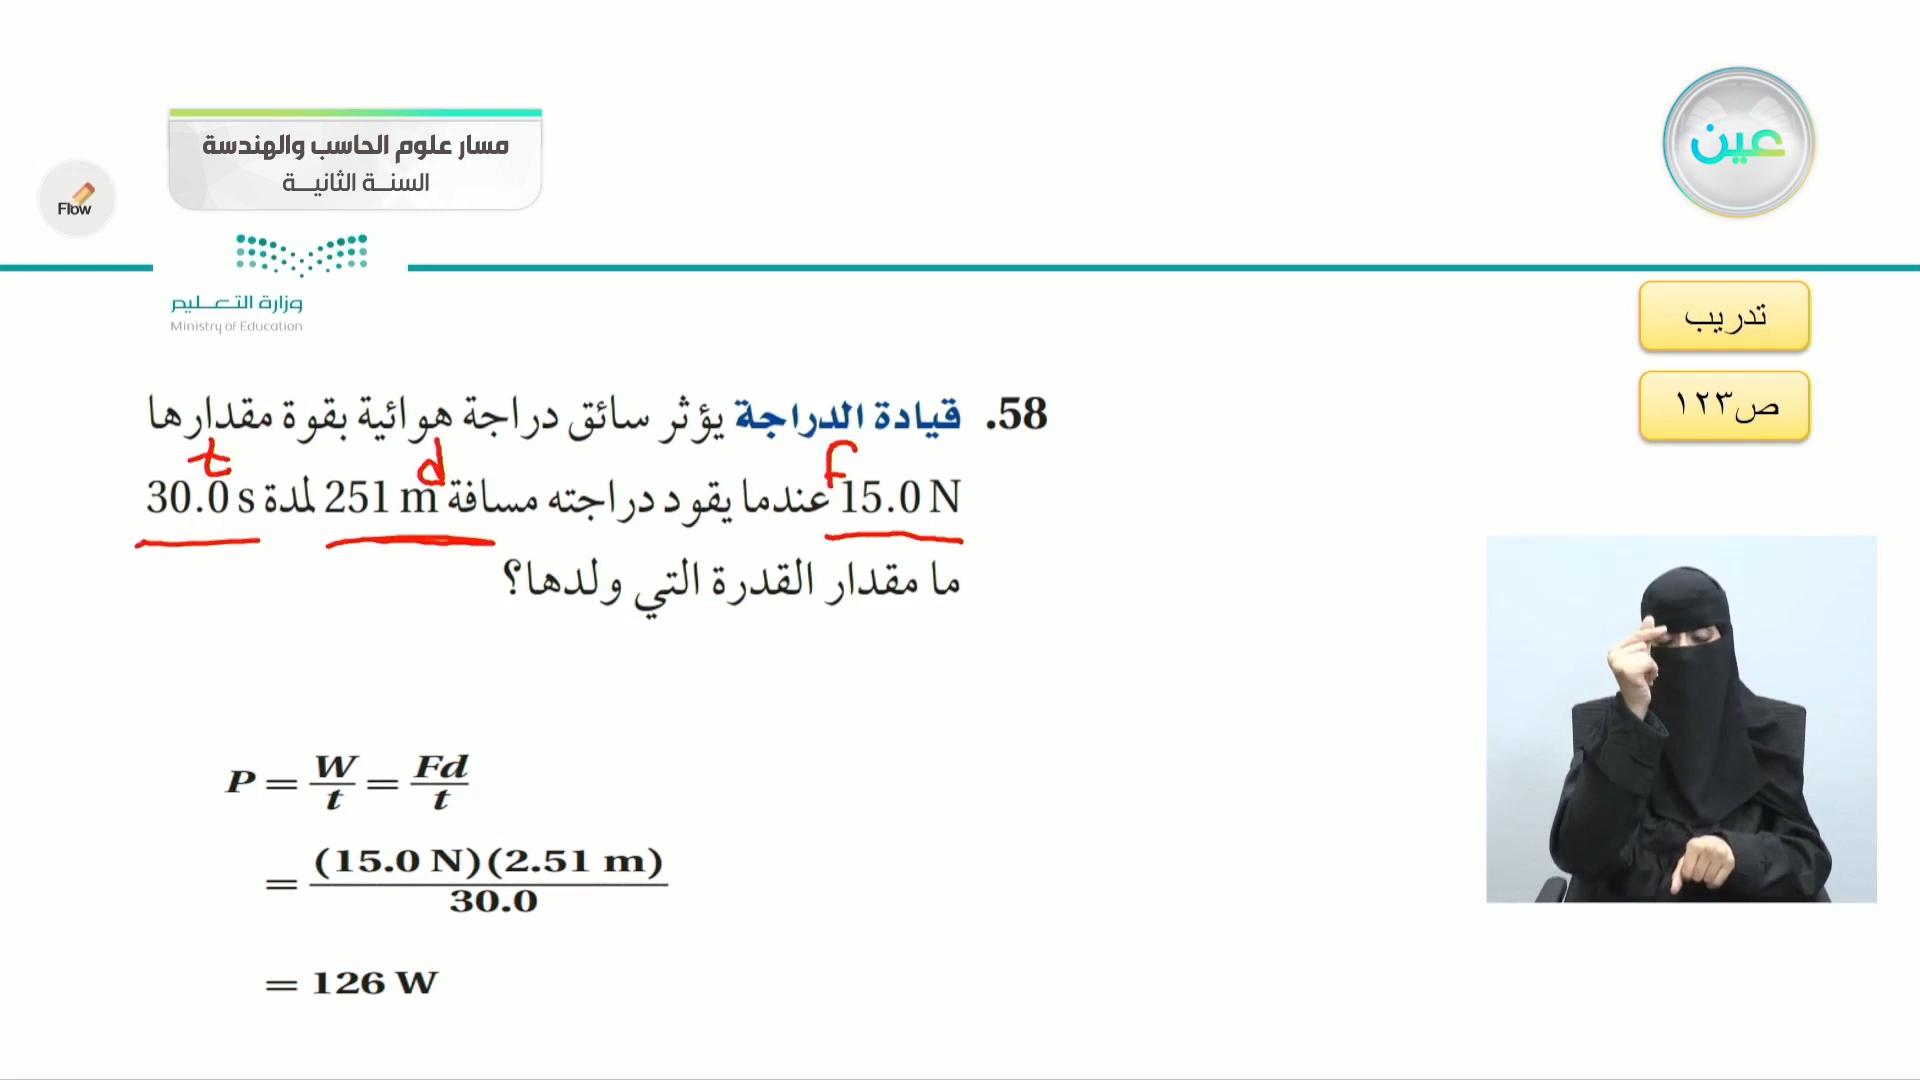 مسار علوم الحاسب والهندسة
السنة الثانية
عين
Flow
وزارة التعليم
Ministry of Education
تدريب
ص١٢٣
58. قيادة الدراجة يؤثر سائق دراجة هوائية بقوة مقدارها
f d t
15.0 N عندما يقود دراجته مسافة 251 m لمدة 30.0 s
ما مقدار القدرة التي ولدها؟
P = W/t = Fd/t
= (15.0 N)(2.51 m)/30.0
= 126 W